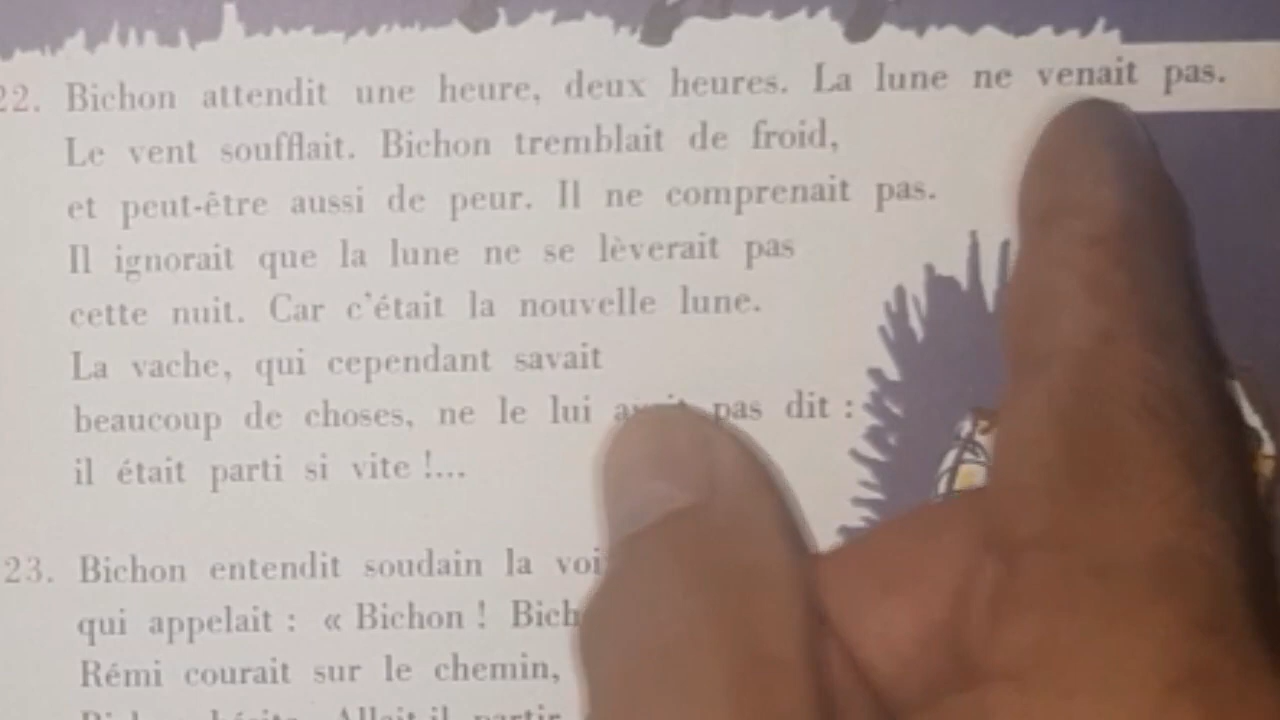 22. Bichon attendit une heure, deux heures. La lune ne venait pas.
Le vent soufflait. Bichon tremblait de froid,
et peut-être aussi de peur. Il ne comprenait pas.
Il ignorait que la lune ne se lèverait pas
cette nuit. Car c'était la nouvelle lune.
La vache, qui cependant savait
beaucoup de choses, ne le lui pas dit :
il était parti si vite !...
23. Bichon entendit soudain la
qui appelait : « Bichon !
Rémi courait sur le chemin,
partir